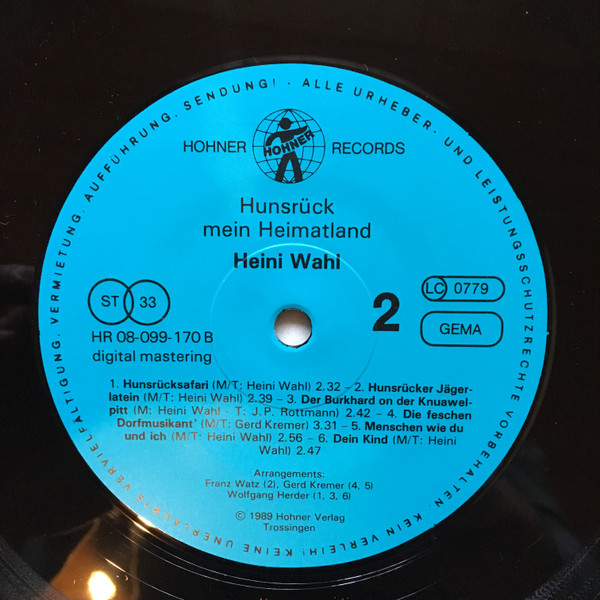 VERVIELFÄLTIGUNG, VERMIETUNG, AUFFÜHRUNG, SENDUNG! · ALLE URHEBER- UND LEISTUNGSSCHUTZRECHTE VORBEHALTEN. KEIN VERLEIH! KEINE UNERLAUBTE
HOHNER HOHNER RECORDS
Hunsrück
mein Heimatland
Heini Wahl
ST 33
LC 0779
2
GEMA
HR 08-099-170 B
digital mastering
1. Hunsrücksafari (M/T: Heini Wahl) 2.32 – 2. Hunsrücker Jäger-
latein (M/T: Heini Wahl) 2.39 – 3. Der Burkhard on der Knuawel-
pitt (M: Heini Wahl - T: J.P. Rottmann) 2.42 – 4. Die feschen
Dorfmusikant' (M/T: Gerd Kremer) 3.31 – 5. Menschen wie du
und ich (M/T: Heini Wahl) 2.56 – 6. Dein Kind (M/T: Heini
Wahl) 2.47
Arrangements:
Franz Watz (2), Gerd Kremer (4, 5)
Wolfgang Herder (1, 3, 6)
© 1989 Hohner Verlag
Trossingen